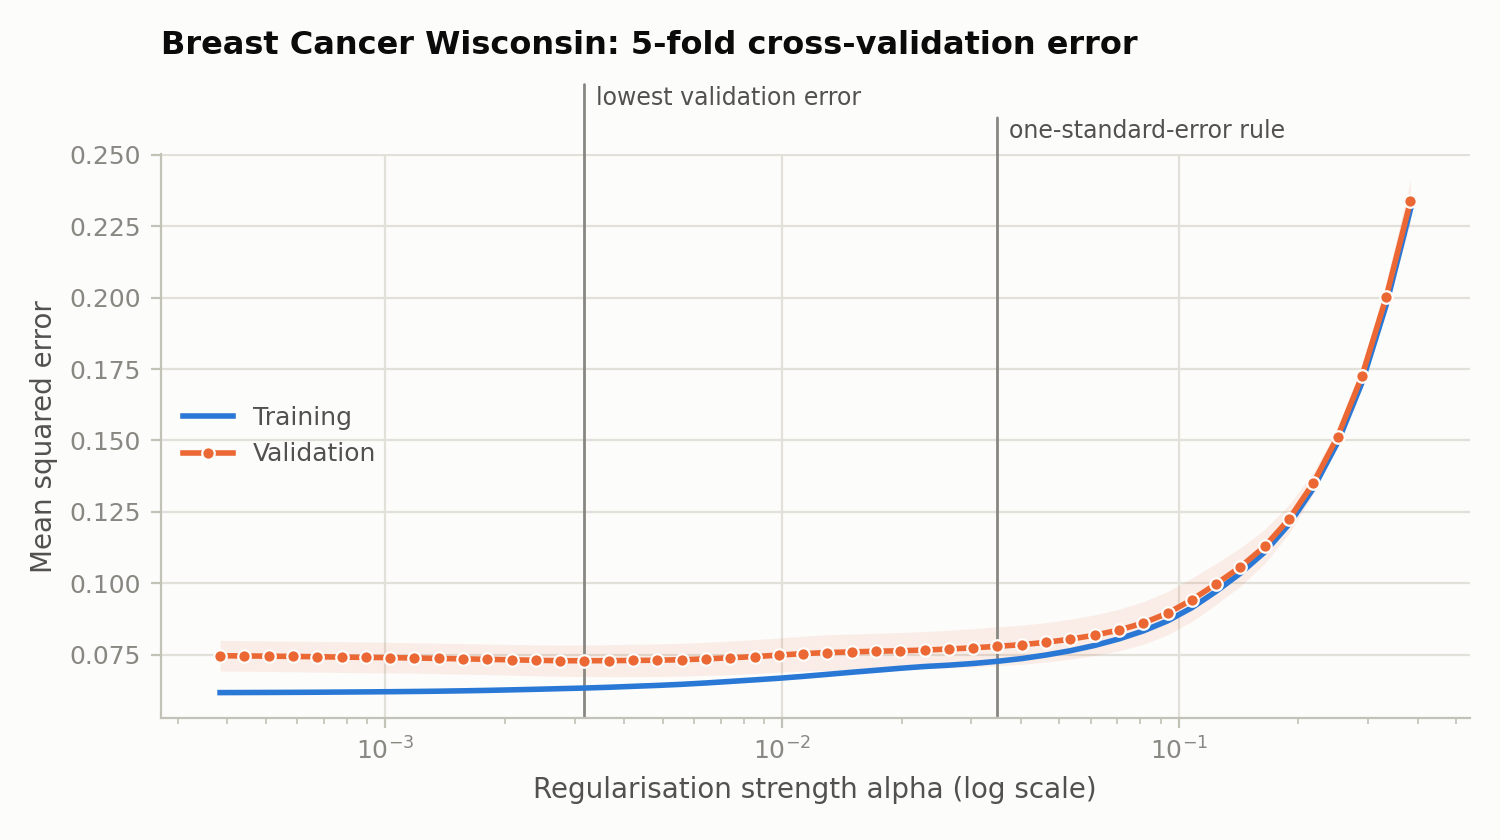 Breast Cancer Wisconsin: 5-fold cross-validation error
lowest validation error
one-standard-error rule
0.250
0.225
0.200
0.175
0.150
0.125
0.100
0.075
Mean squared error
Training
Validation
10⁻³
10⁻²
10⁻¹
Regularisation strength alpha (log scale)